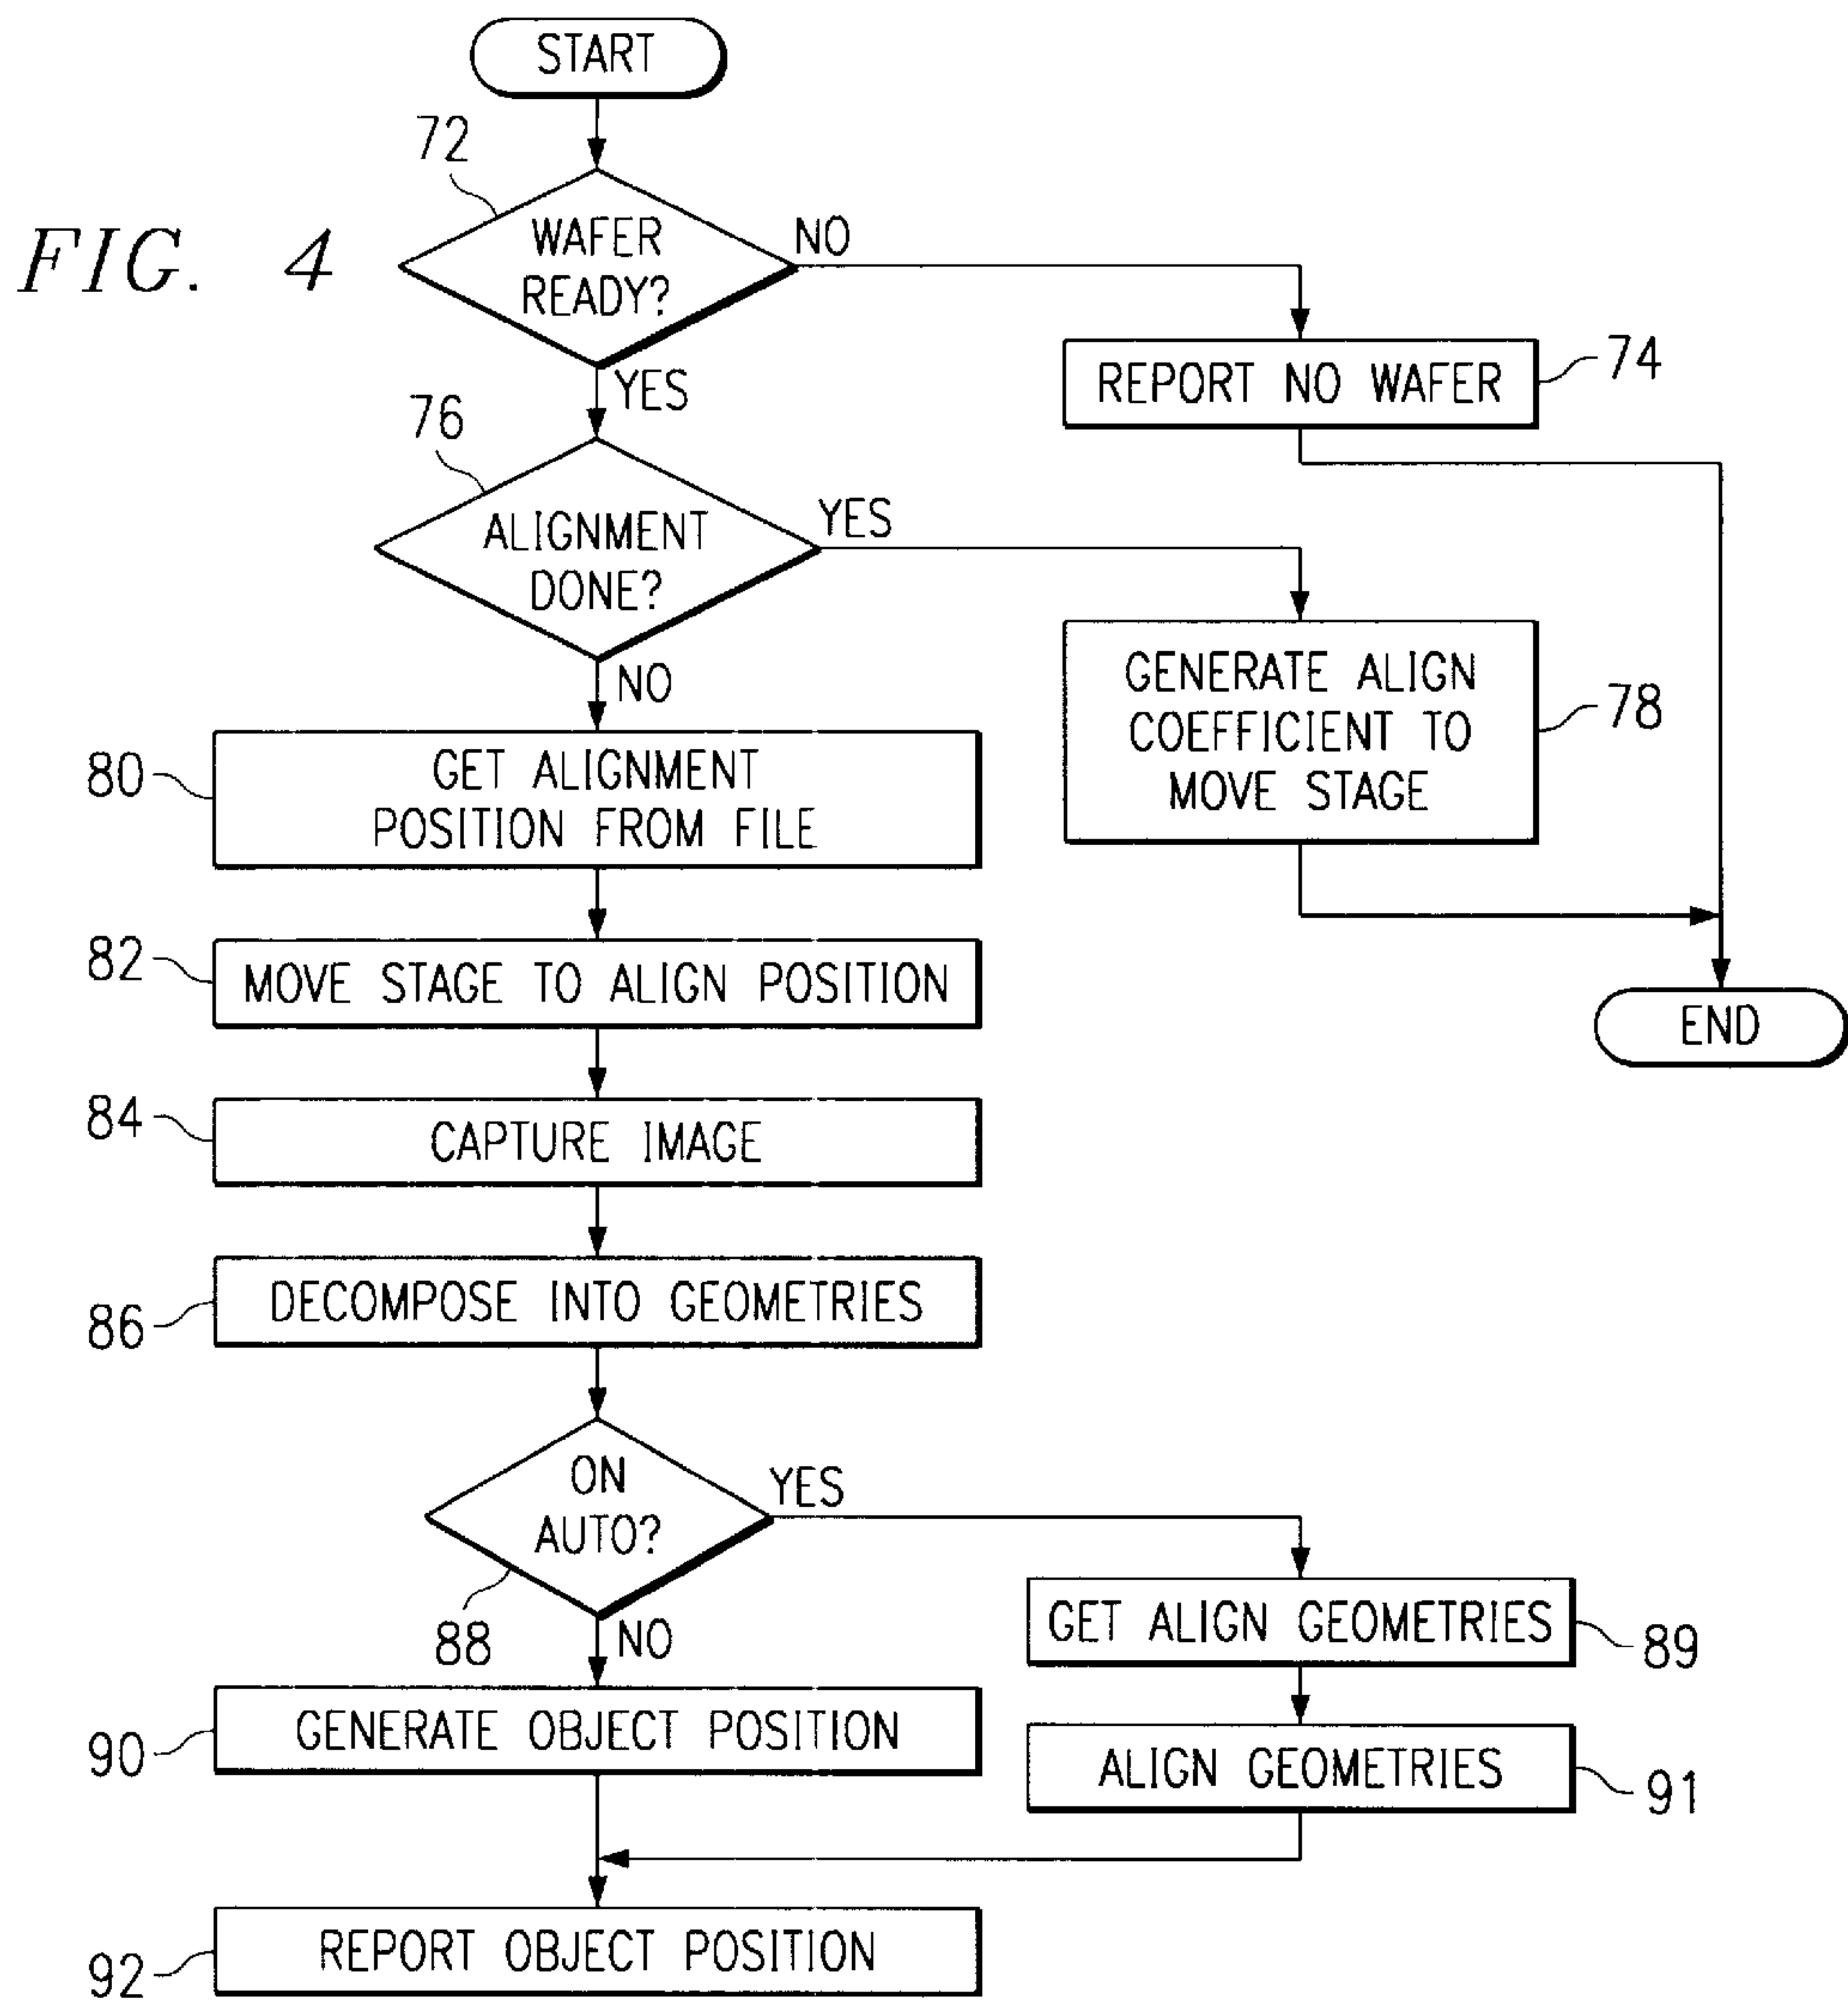 START
72
FIG. 4
WAFER
READY?
NO
YES
REPORT NO WAFER
74
76
ALIGNMENT
DONE?
YES
NO
GENERATE ALIGN
COEFFICIENT TO
MOVE STAGE
78
80
GET ALIGNMENT
POSITION FROM FILE
82
MOVE STAGE TO ALIGN POSITION
END
84
CAPTURE IMAGE
86
DECOMPOSE INTO GEOMETRIES
ON
AUTO?
YES
88
NO
GET ALIGN GEOMETRIES
89
90
GENERATE OBJECT POSITION
ALIGN GEOMETRIES
91
92
REPORT OBJECT POSITION